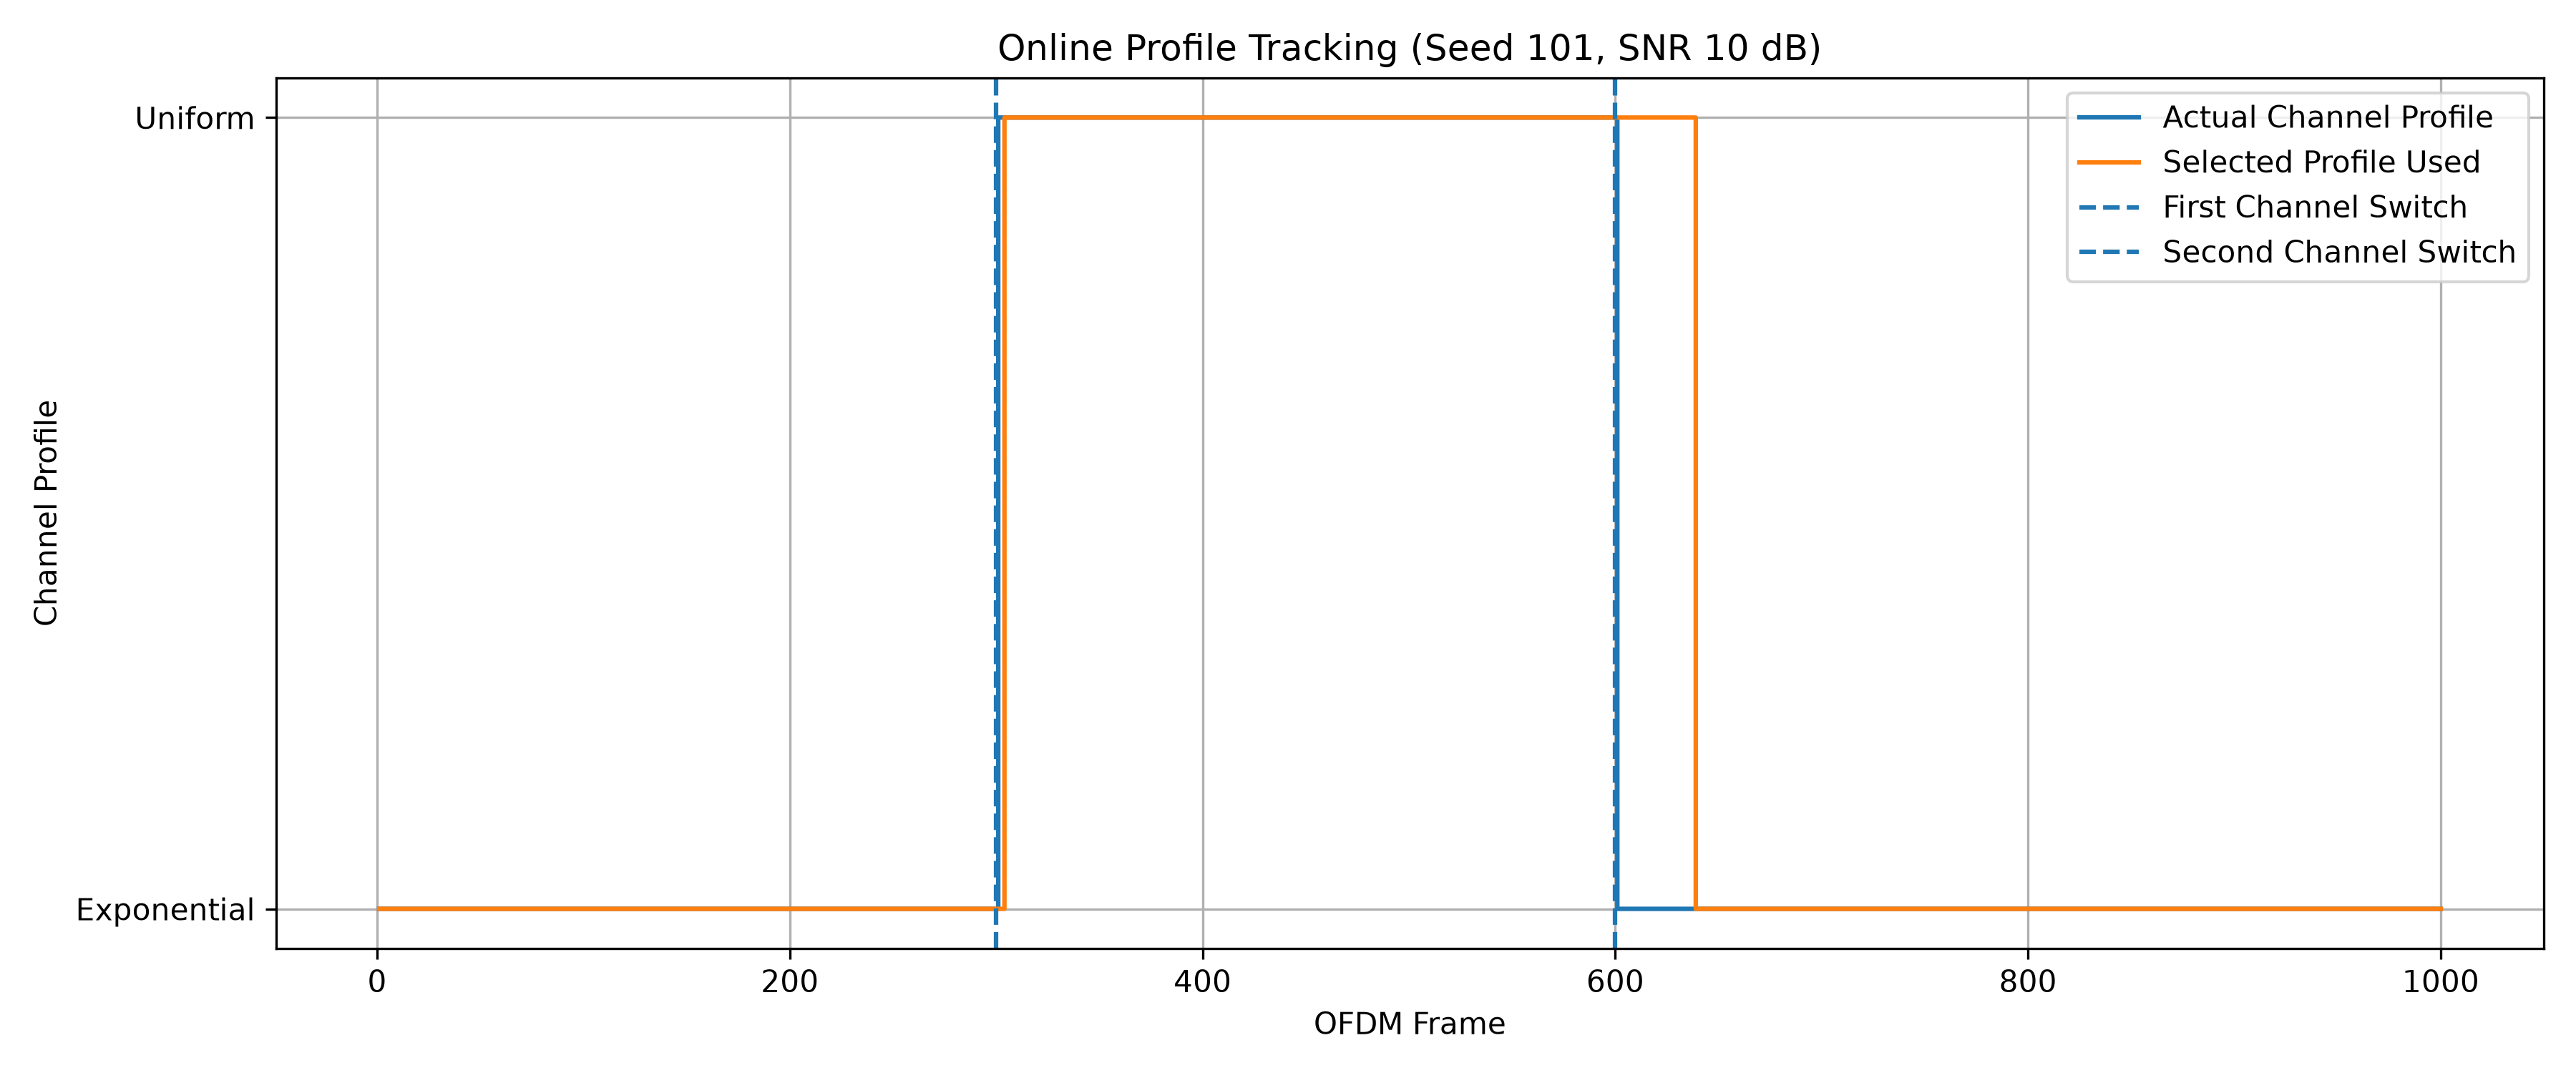 Online Profile Tracking (Seed 101, SNR 10 dB)
Uniform
Exponential
Channel Profile
Actual Channel Profile
Selected Profile Used
First Channel Switch
Second Channel Switch
0 200 400 600 800 1000
OFDM Frame